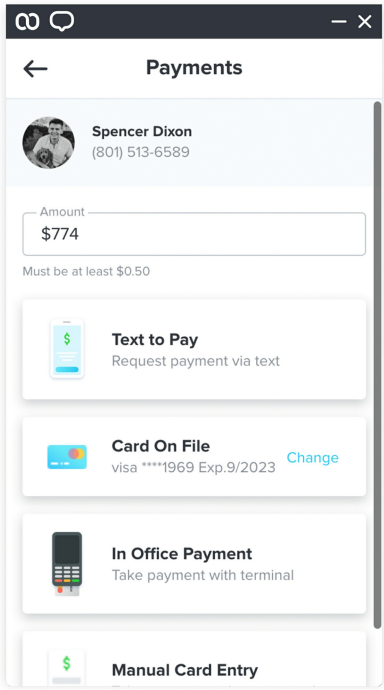 Payments
Spencer Dixon
(801) 513-6589
Amount
$774
Must be at least $0.50
$
Text to Pay
Request payment via text
Card On File
visa ****1969 Exp.9/2023 Change
In Office Payment
Take payment with terminal
$
Manual Card Entry